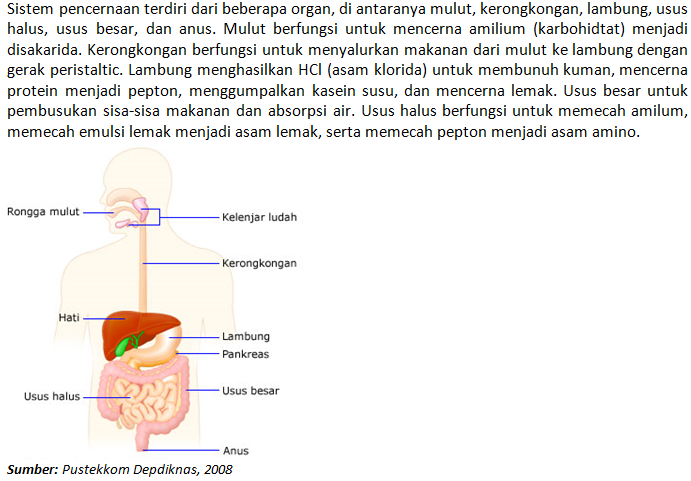 Sistem pencernaan terdiri dari beberapa organ, di antaranya mulut, kerongkongan, lambung, usus
halus, usus besar, dan anus. Mulut berfungsi untuk mencerna amilium (karbohidtat) menjadi
disakarida. Kerongkongan berfungsi untuk menyalurkan makanan dari mulut ke lambung dengan
gerak peristaltic. Lambung menghasilkan HCl (asam klorida) untuk membunuh kuman, mencerna
protein menjadi pepton, menggumpalkan kasein susu, dan mencerna lemak. Usus besar untuk
pembusukan sisa-sisa makanan dan absorpsi air. Usus halus berfungsi untuk memecah amilum,
memecah emulsi lemak menjadi asam lemak, serta memecah pepton menjadi asam amino.
Rongga mulut
Kelenjar ludah
Kerongkongan
Hati
Lambung
Pankreas
Usus besar
Usus halus
Anus
Sumber: Pustekkom Depdiknas, 2008